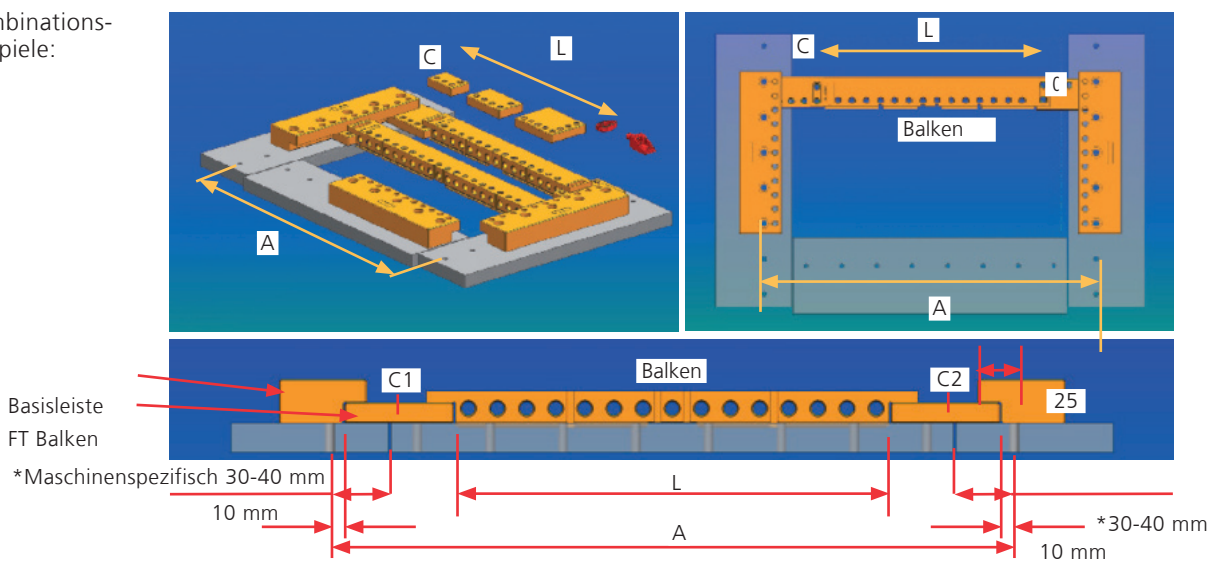 mbinations-
piele:
C
L
A
C
L
C
Balken
A
Balken
C1
C2
25
Basisleiste
FT Balken
*Maschinenspezifisch 30-40 mm
L
10 mm
A
*30-40 mm
10 mm